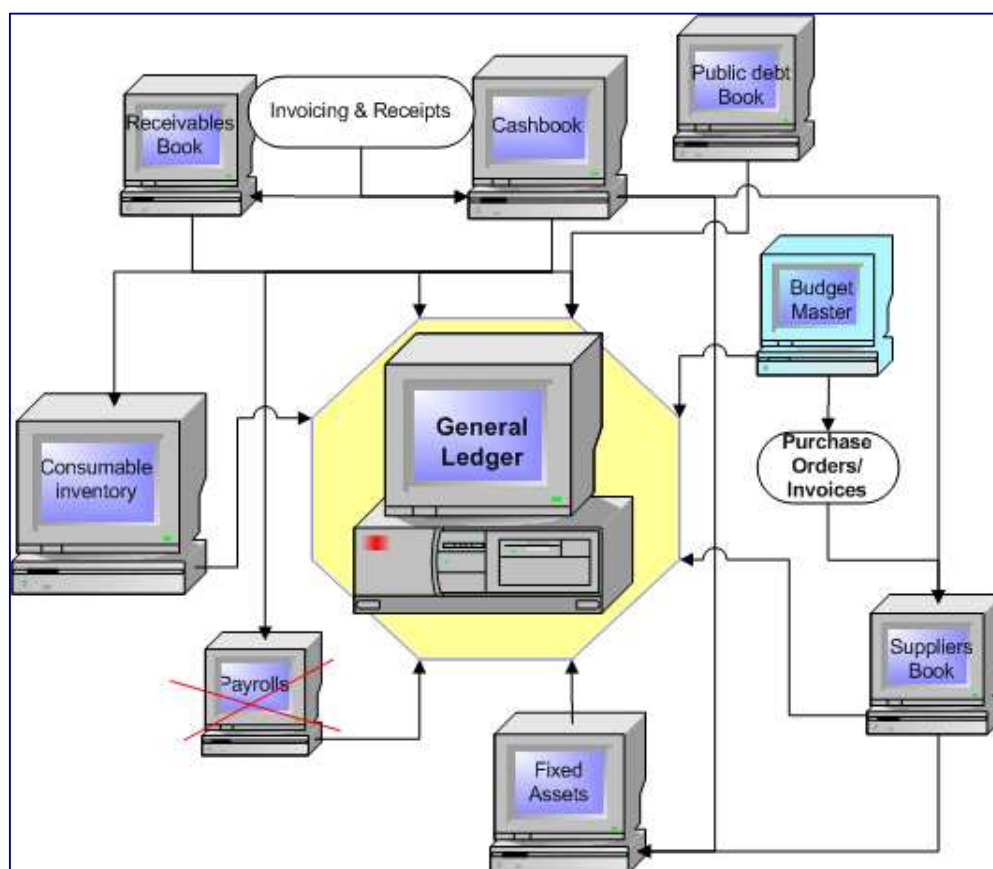 Receivables
Book
Invoicing & Receipts
Cashbook
Public debt
Book
Budget
Master
General
Ledger
Purchase
Orders/
Invoices
Consumable
inventory
Payrolls
Suppliers
Book
Fixed
Assets